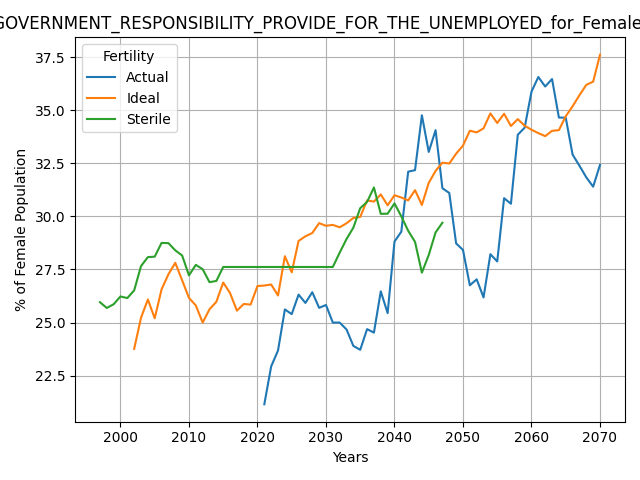 GOVERNMENT_RESPONSIBILITY_PROVIDE_FOR_THE_UNEMPLOYED_for_Female
Fertility
Actual
Ideal
Sterile
37.5
35.0
32.5
30.0
27.5
25.0
22.5
% of Female Population
2000 2010 2020 2030 2040 2050 2060 2070
Years